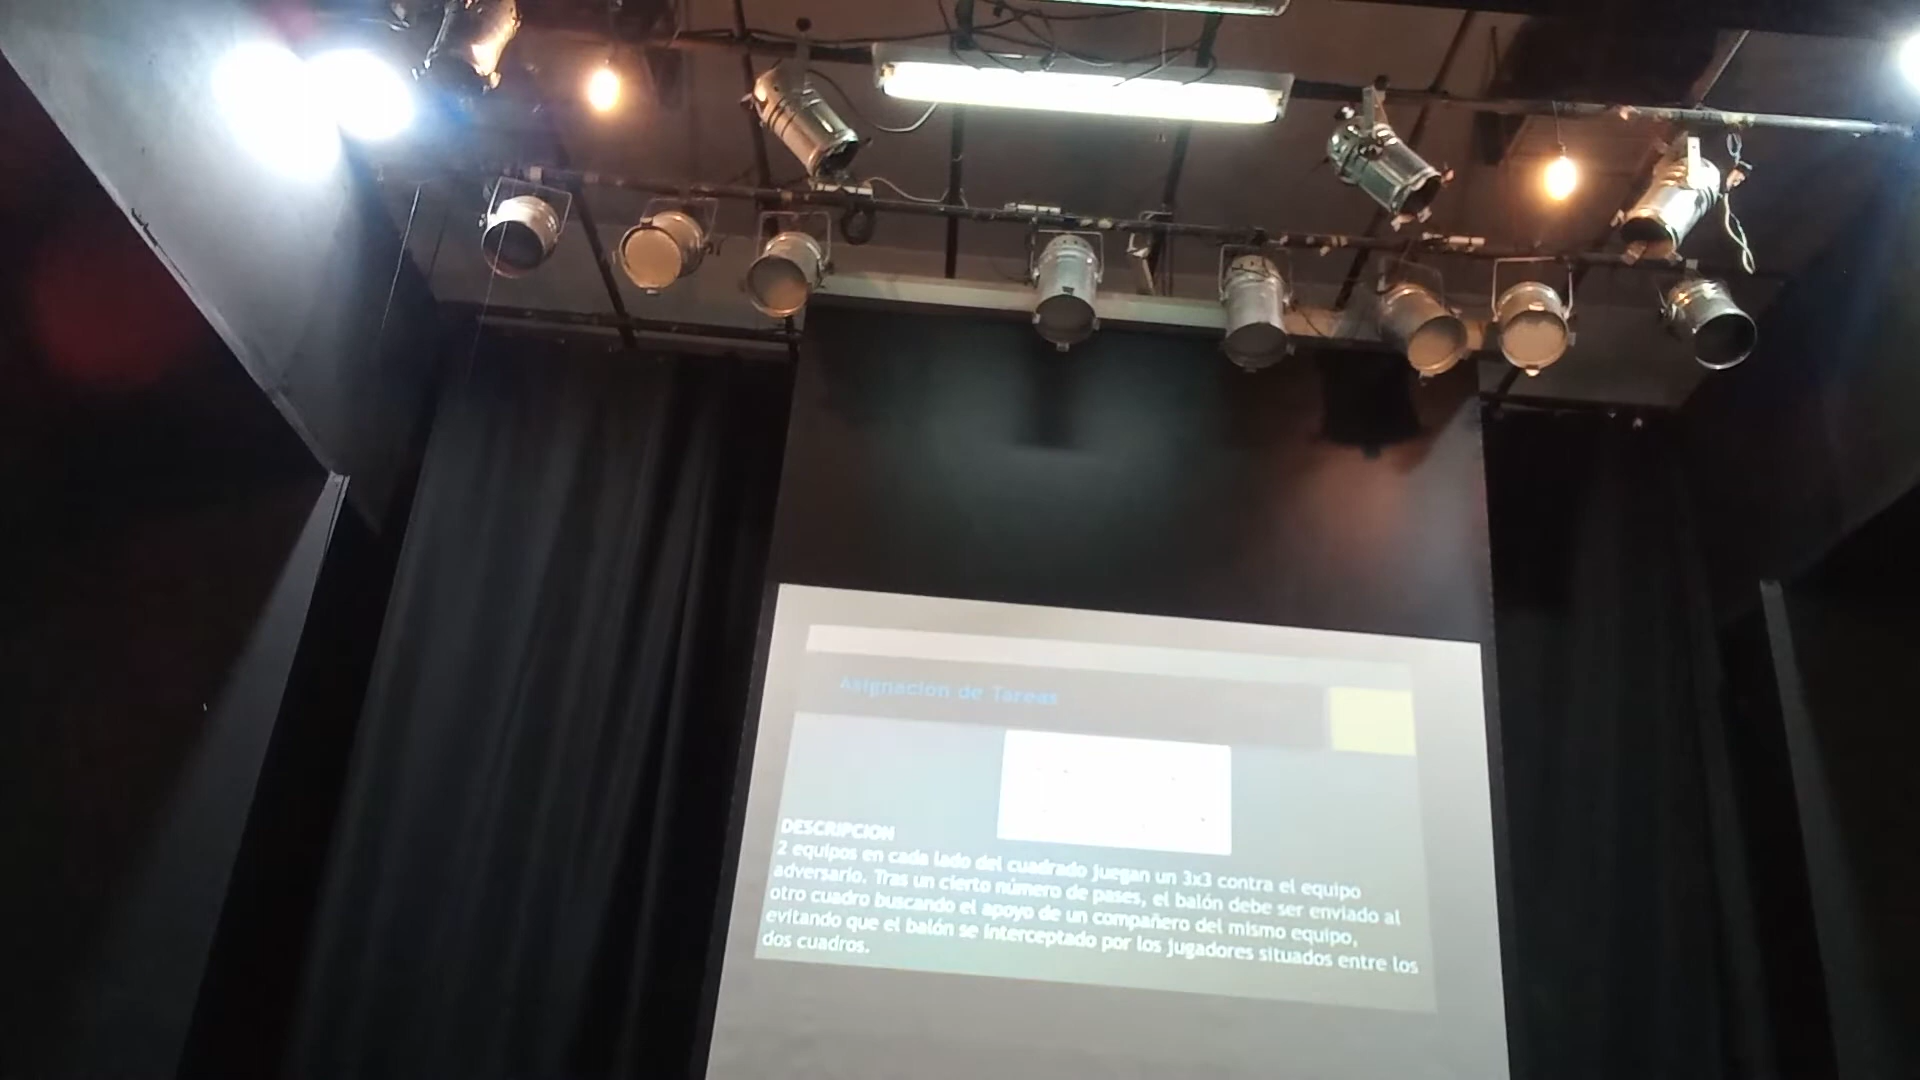 Asignación de Tareas
DESCRIPCION
2 equipos en cada lado del cuadrado juegan un 3x3 contra el equipo
adversario. Tras un cierto número de pases, el balón debe ser enviado al
otro cuadro buscando el apoyo de un compañero del mismo equipo,
evitando que el balón se interceptado por los jugadores situados entre los
dos cuadros.